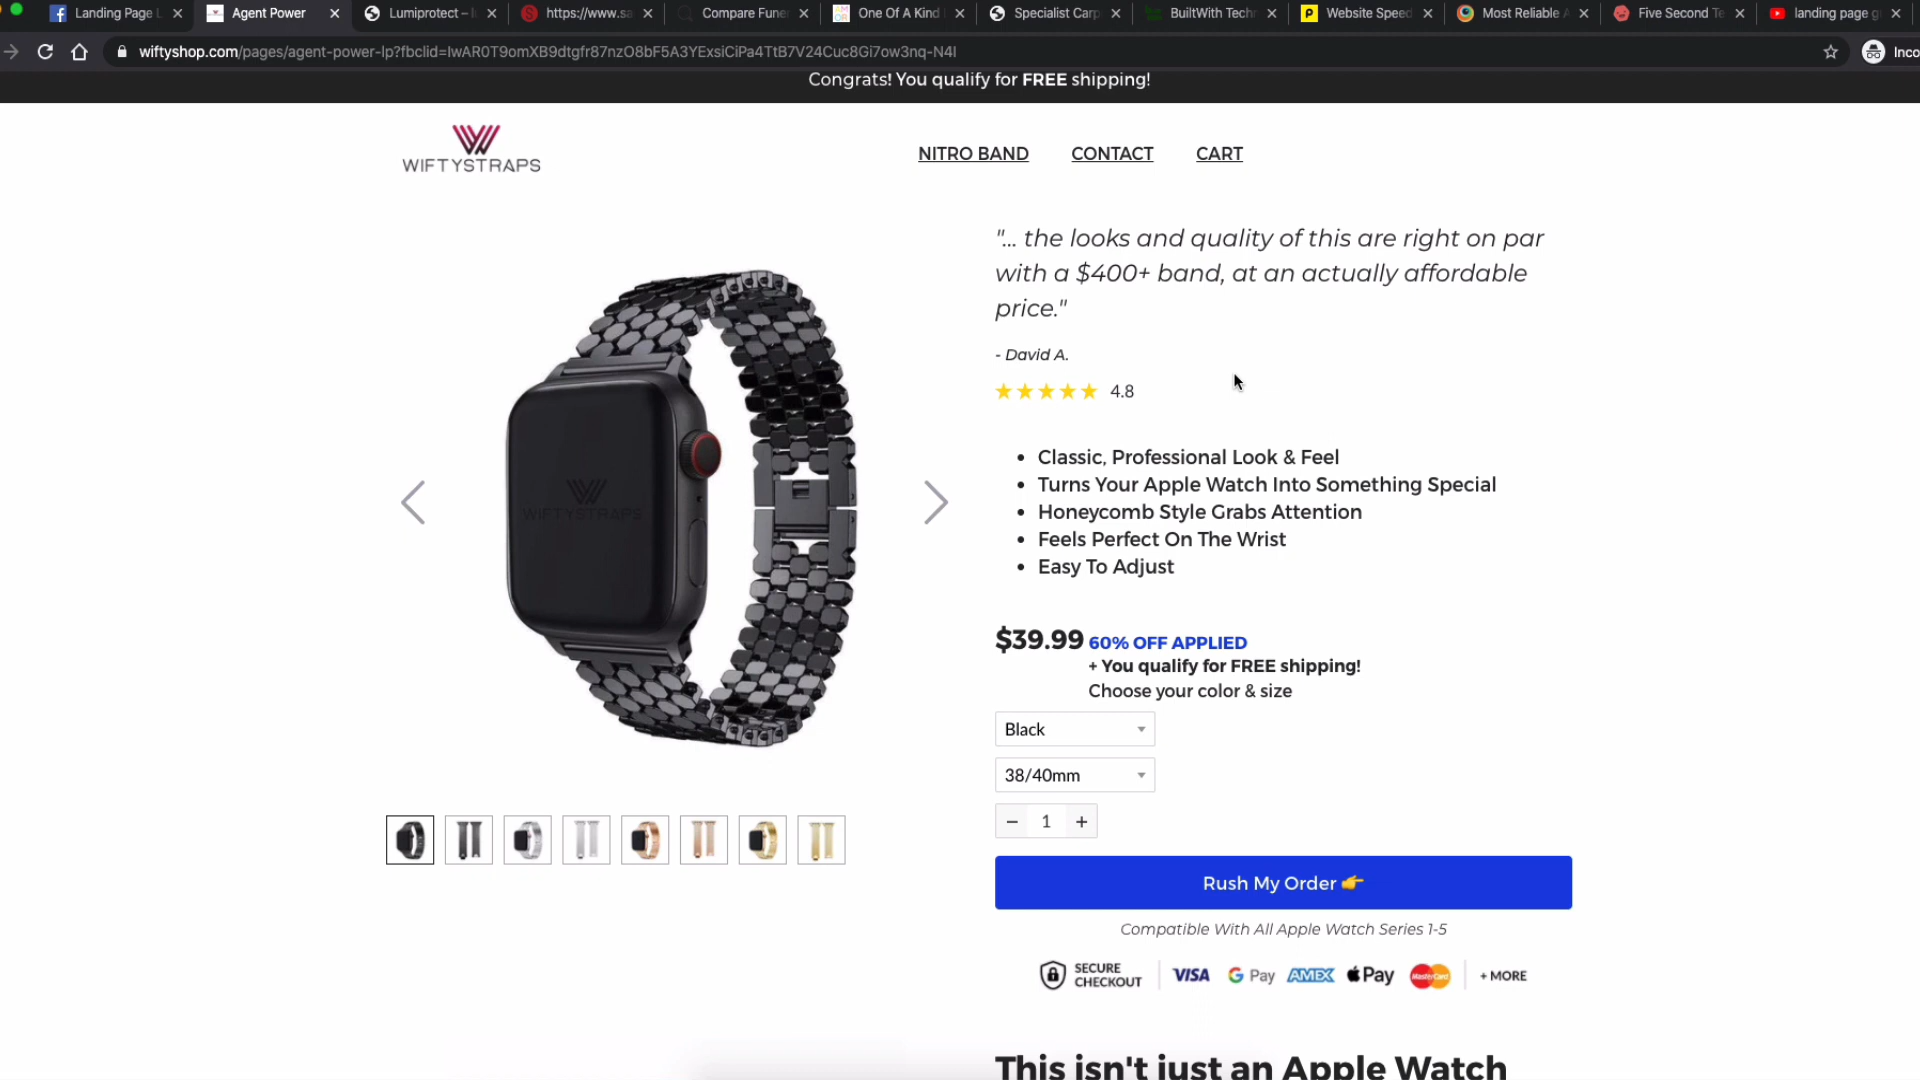 Landing Page L
Agent Power
Lumiprotect – l
https://www.sa
Compare Fune
One Of A Kind
Specialist Carp
BuiltWith Tech
Website Speed
Most Reliable A
Five Second Te
landing page g
wiftyshop.com/pages/agent-power-lp?fbclid=IwAR0T9omXB9dtgfr87nzO8bF5A3YExsiCiPa4TtB7V24Cuc8Gi7ow3nq-N4I
Inco
Congrats! You qualify for FREE shipping!
WIFTYSTRAPS
NITRO BAND
CONTACT
CART
"... the looks and quality of this are right on par
with a $400+ band, at an actually affordable
price."
- David A.
4.8
WIFTYSTRAPS
• Classic, Professional Look & Feel
• Turns Your Apple Watch Into Something Special
• Honeycomb Style Grabs Attention
• Feels Perfect On The Wrist
• Easy To Adjust
$39.99 60% OFF APPLIED
+ You qualify for FREE shipping!
Choose your color & size
Black
38/40mm
− 1 +
Rush My Order 👉
Compatible With All Apple Watch Series 1-5
SECURE
CHECKOUT
VISA
G Pay
AMEX
Pay
MasterCard
+ MORE
This isn't just an Apple Watch